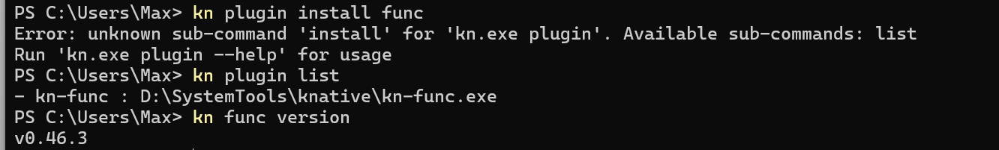 PS C:\Users\Max> kn plugin install func
Error: unknown sub-command 'install' for 'kn.exe plugin'. Available sub-commands: list
Run 'kn.exe plugin --help' for usage
PS C:\Users\Max> kn plugin list
- kn-func : D:\SystemTools\knative\kn-func.exe
PS C:\Users\Max> kn func version
v0.46.3